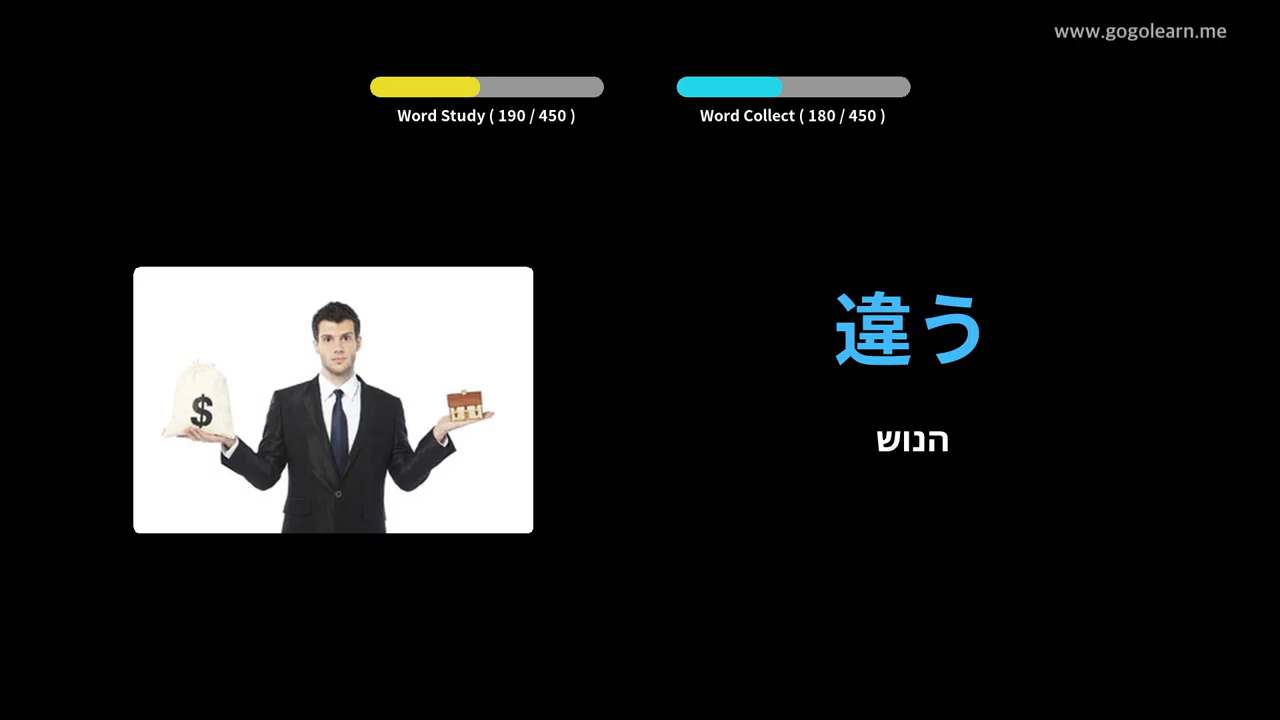 www.gogolearn.me
Word Study ( 190 / 450 )
Word Collect ( 180 / 450 )
違う
הנוש
$